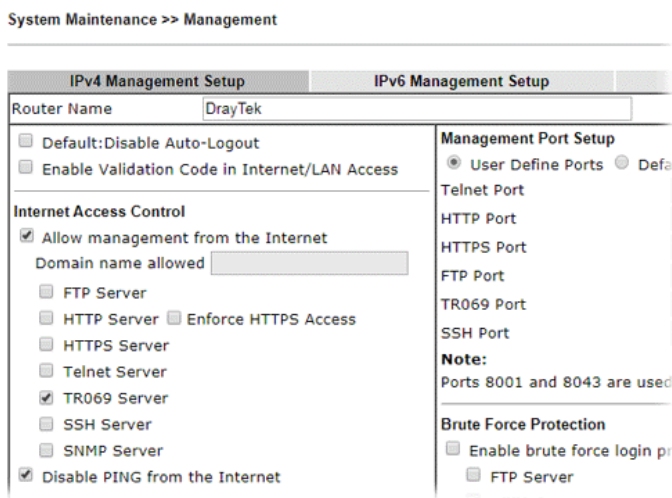 System Maintenance >> Management
IPv4 Management Setup
IPv6 Management Setup
Router Name
DrayTek
Default:Disable Auto-Logout
Enable Validation Code in Internet/LAN Access
Internet Access Control
Allow management from the Internet
Domain name allowed
FTP Server
HTTP Server
Enforce HTTPS Access
HTTPS Server
Telnet Server
TR069 Server
SSH Server
SNMP Server
Disable PING from the Internet
Management Port Setup
User Define Ports
Telnet Port
HTTP Port
HTTPS Port
FTP Port
TR069 Port
SSH Port
Note:
Ports 8001 and 8043 are used
Brute Force Protection
Enable brute force login
FTP Server